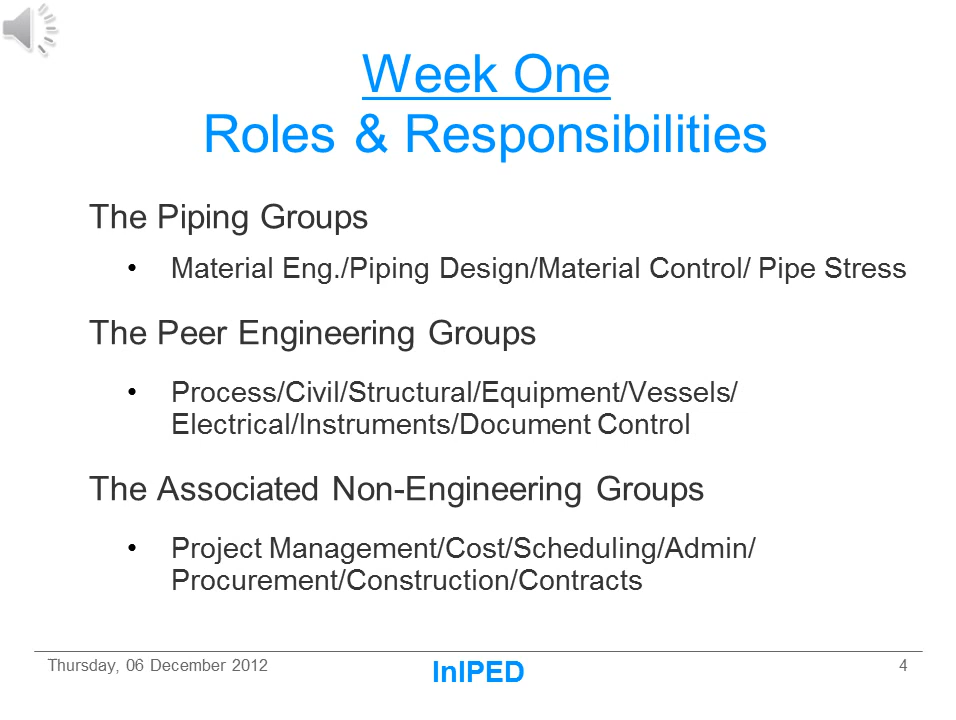 Week One
Roles & Responsibilities
The Piping Groups
• Material Eng./Piping Design/Material Control/ Pipe Stress
The Peer Engineering Groups
• Process/Civil/Structural/Equipment/Vessels/
Electrical/Instruments/Document Control
The Associated Non-Engineering Groups
• Project Management/Cost/Scheduling/Admin/
Procurement/Construction/Contracts
Thursday, 06 December 2012
InIPED
4